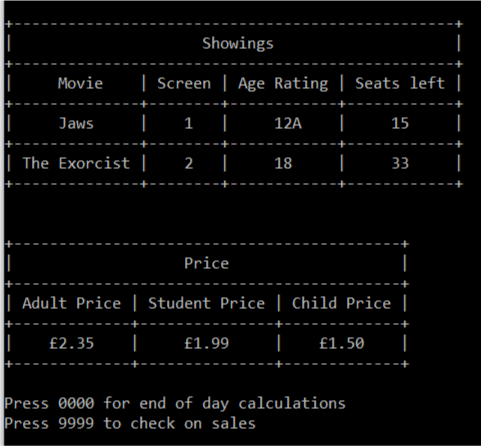 Showings
Movie | Screen | Age Rating | Seats left
Jaws | 1 | 12A | 15
The Exorcist | 2 | 18 | 33
Price
Adult Price | Student Price | Child Price
£2.35 | £1.99 | £1.50
Press 0000 for end of day calculations
Press 9999 to check on sales